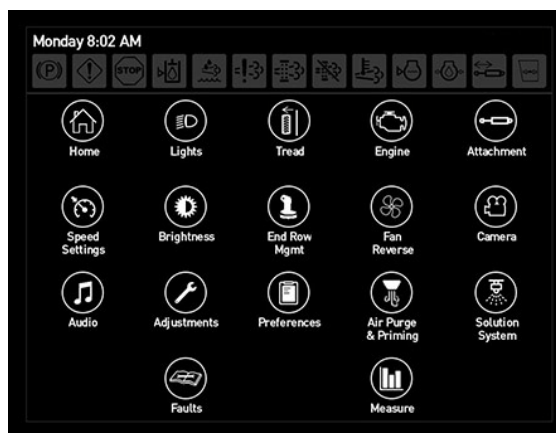 Monday 8:02 AM
(P) STOP
Home Lights Tread Engine Attachment
Speed Settings Brightness End Row Mgmt Fan Reverse Camera
Audio Adjustments Preferences Air Purge & Priming Solution System
Faults Measure